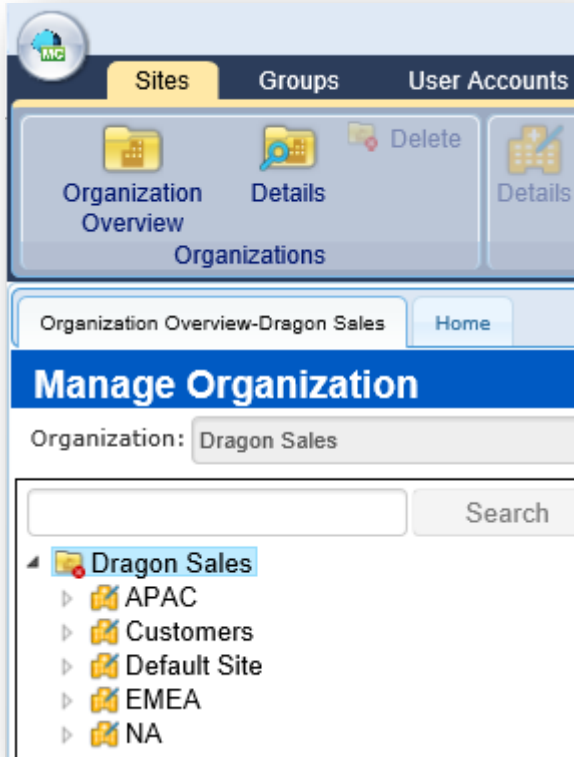 MC
Sites Groups User Accounts
Organization Overview Details Delete Details
Organizations
Organization Overview-Dragon Sales Home
Manage Organization
Organization: Dragon Sales
Search
Dragon Sales
APAC
Customers
Default Site
EMEA
NA